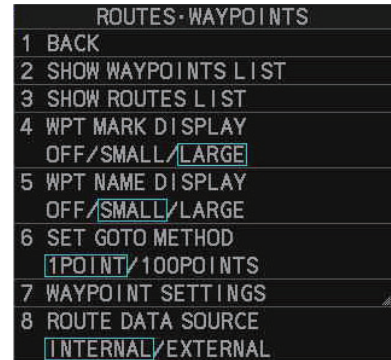 ROUTES·WAYPOINTS
1 BACK
2 SHOW WAYPOINTS LIST
3 SHOW ROUTES LIST
4 WPT MARK DISPLAY
OFF/SMALL/LARGE
5 WPT NAME DISPLAY
OFF/SMALL/LARGE
6 SET GOTO METHOD
1POINT/100POINTS
7 WAYPOINT SETTINGS
8 ROUTE DATA SOURCE
INTERNAL/EXTERNAL